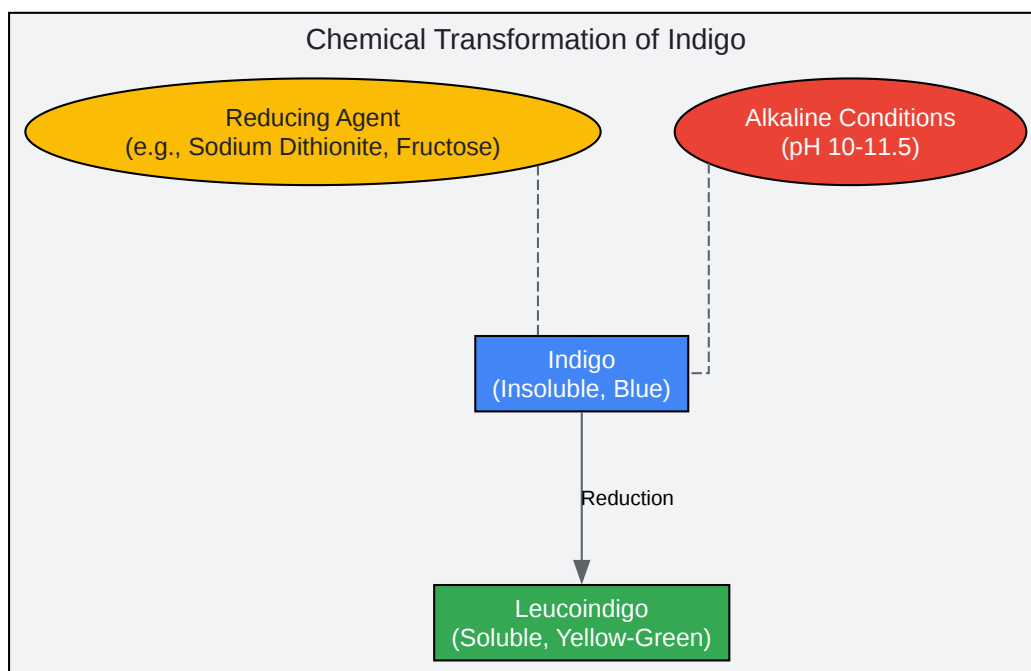 Chemical Transformation of Indigo
Reducing Agent
(e.g., Sodium Dithionite, Fructose)
Alkaline Conditions
(pH 10-11.5)
Indigo
(Insoluble, Blue)
Reduction
Leucoindigo
(Soluble, Yellow-Green)